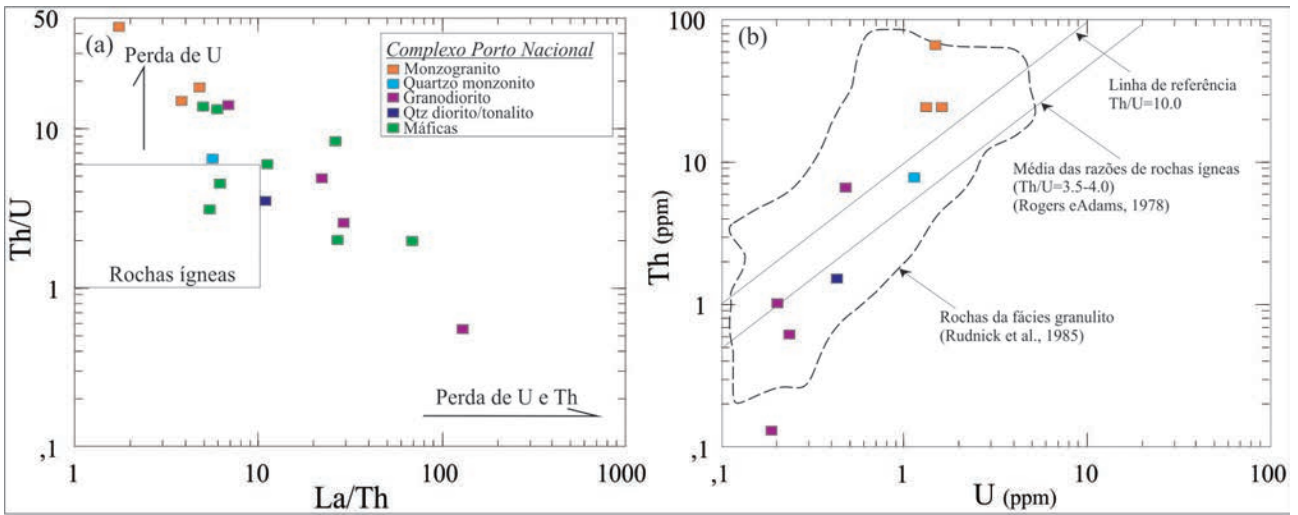 (a)
50
10
1
,1
Th/U
Perda de U
Complexo Porto Nacional
Monzogranito
Quartzo monzonito
Granodiorito
Qtz diorito/tonalito
Máficas
Rochas ígneas
Perda de U e Th
1
10
100
1000
La/Th
(b)
100
10
1
,1
Th (ppm)
Linha de referência
Th/U=10.0
Média das razões de rochas ígneas
(Th/U=3.5-4.0)
(Rogers eAdams, 1978)
Rochas da fácies granulito
(Rudnick et al., 1985)
,1
1
10
100
U (ppm)